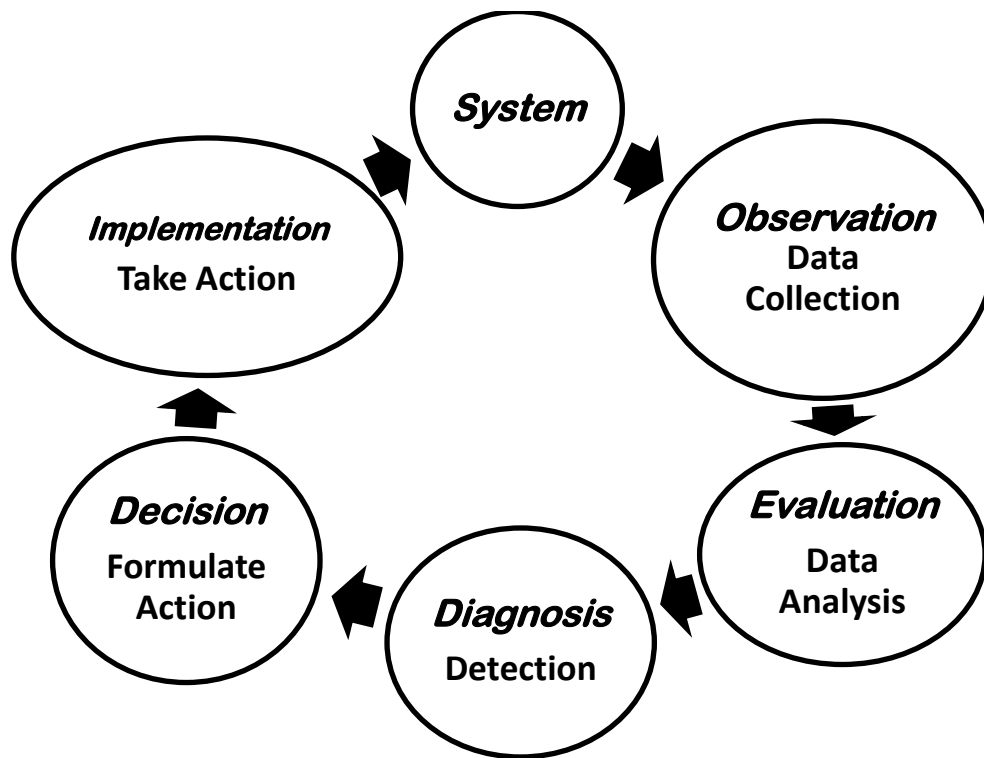 System
Observation
Data
Collection
Evaluation
Data
Analysis
Diagnosis
Detection
Decision
Formulate
Action
Implementation
Take Action